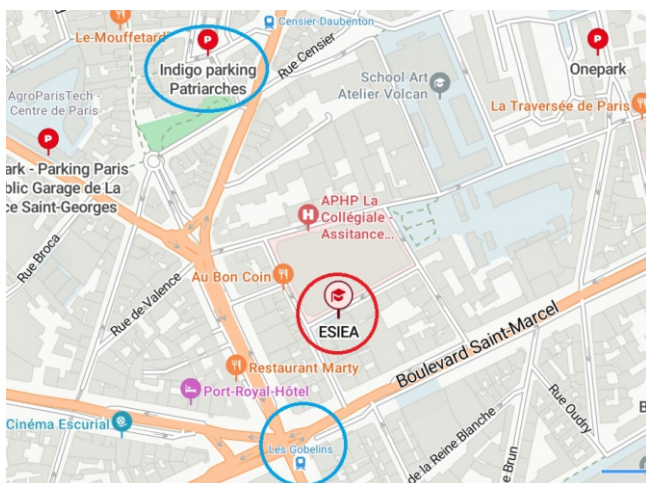 Censier-Daubenton
Le-Mouffetard
Indigo parking
Patriarches
Rue Censier
School Art
Atelier Volcan
Onepark
La Traversée de Paris
AgroParisTech -
Centre de Paris
ark - Parking Paris
blic Garage de La
ce Saint-Georges
APHP La
Collégiale -
Assitance...
Rue Broca
Rue de Valence
Au Bon Coin
ESIEA
Boulevard Saint-Marcel
Restaurant Marty
Port-Royal-Hôtel
Cinéma Escurial
Les Gobelins
de la Reine Blanche
Rue Oudry
e Brun
B